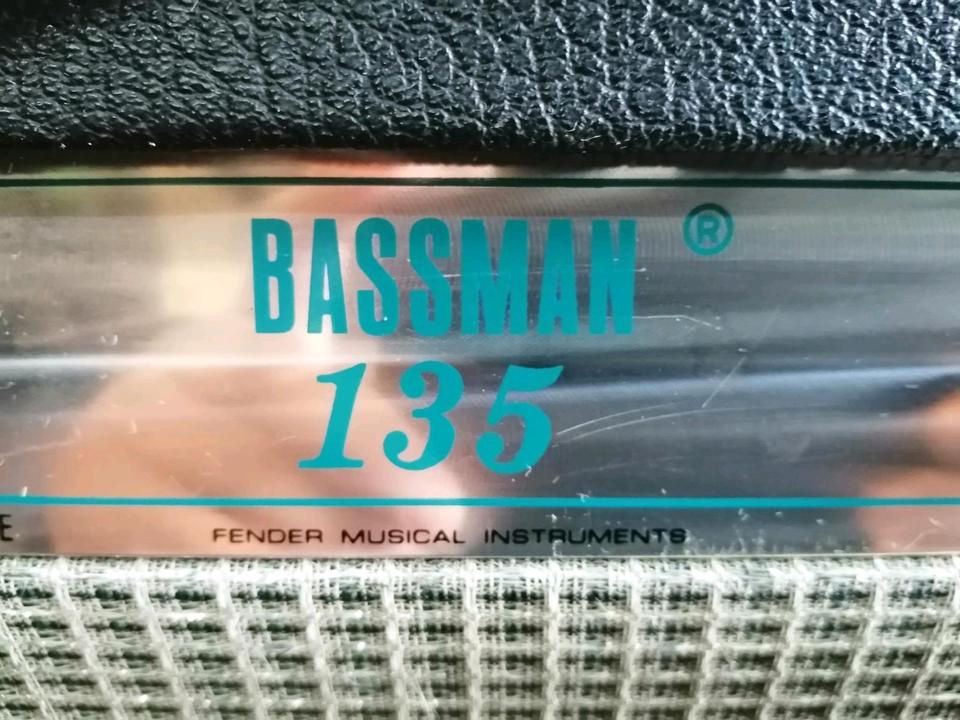 BASSMAN ®
135
E FENDER MUSICAL INSTRUMENTS